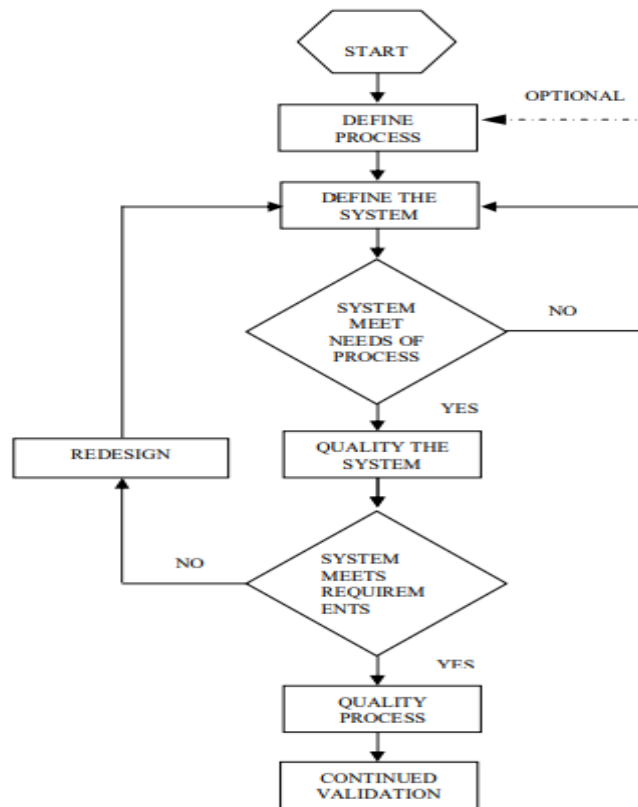 START
OPTIONAL
DEFINE
PROCESS
DEFINE THE
SYSTEM
SYSTEM
MEET
NEEDS OF
PROCESS
NO
YES
QUALITY THE
SYSTEM
REDESIGN
NO
SYSTEM
MEETS
REQUIREM
ENTS
YES
QUALITY
PROCESS
CONTINUED
VALIDATION